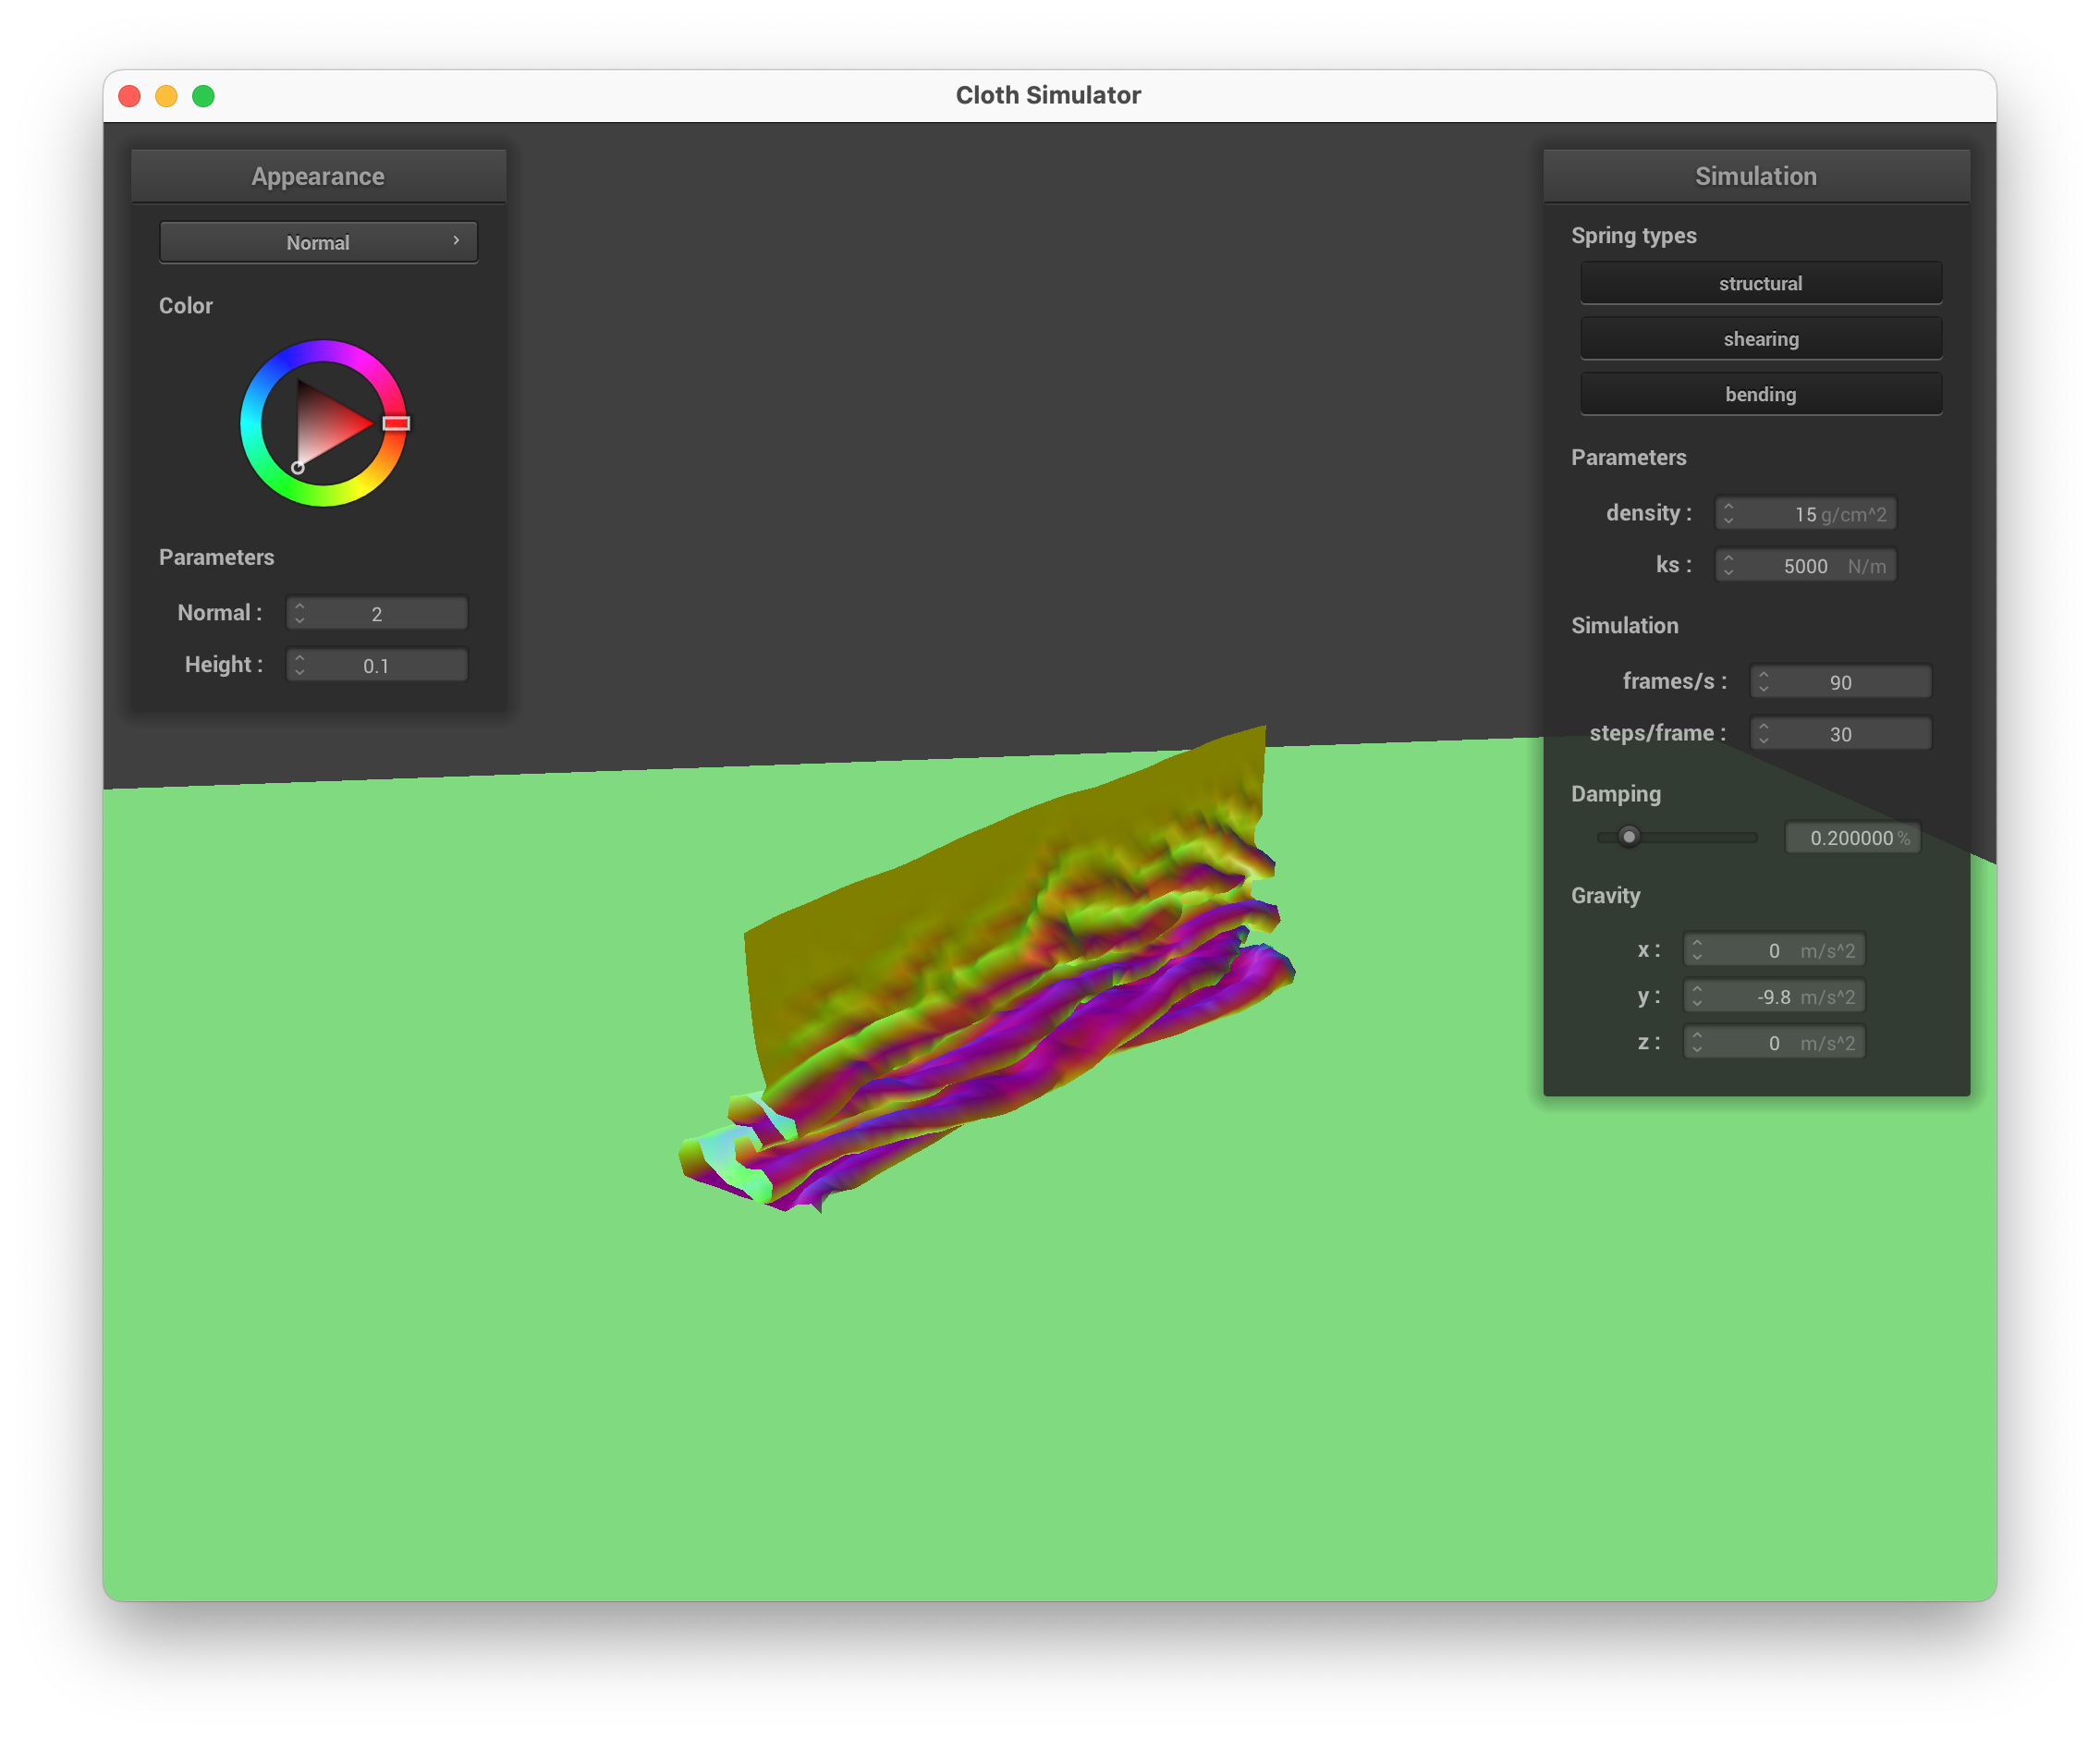 Cloth Simulator
Appearance
Normal
Color
Parameters
Normal : 2
Height : 0.1
Simulation
Spring types
structural
shearing
bending
Parameters
density : 15 g/cm^2
ks : 5000 N/m
Simulation
frames/s : 90
steps/frame : 30
Damping
0.200000 %
Gravity
x : 0 m/s^2
y : -9.8 m/s^2
z : 0 m/s^2